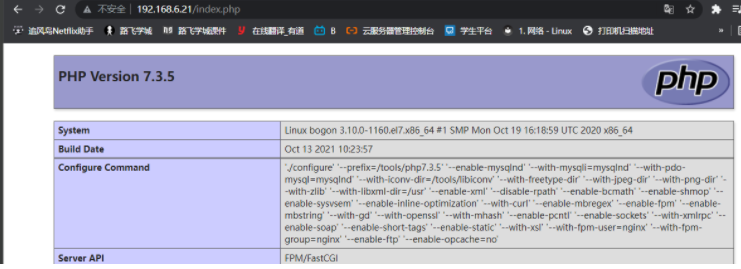 不安全 | 192.168.6.21/index.php
追风鸟Netflix助手 路飞学城 路飞学城课件 在线翻译_有道 B 云服务器管理控制台 学生平台 1. 网络 - Linux 打印机扫描地址 »
PHP Version 7.3.5
php
System Linux bogon 3.10.0-1160.el7.x86_64 #1 SMP Mon Oct 19 16:18:59 UTC 2020 x86_64
Build Date Oct 13 2021 10:23:57
Configure Command './configure' '--prefix=/tools/php7.3.5' '--enable-mysqlnd' '--with-mysqli=mysqlnd' '--with-pdo-
mysql=mysqlnd' '--with-iconv-dir=/tools/libiconv' '--with-freetype-dir' '--with-jpeg-dir' '--with-png-dir' '-
-with-zlib' '--with-libxml-dir=/usr' '--enable-xml' '--disable-rpath' '--enable-bcmath' '--enable-shmop' '--
enable-sysvsem' '--enable-inline-optimization' '--with-curl' '--enable-mbregex' '--enable-fpm' '--enable-
mbstring' '--with-gd' '--with-openssl' '--with-mhash' '--enable-pcntl' '--enable-sockets' '--with-xmlrpc' '--
enable-soap' '--enable-short-tags' '--enable-static' '--with-xsl' '--with-fpm-user=nginx' '--with-fpm-
group=nginx' '--enable-ftp' '--enable-opcache=no'
Server API FPM/FastCGI